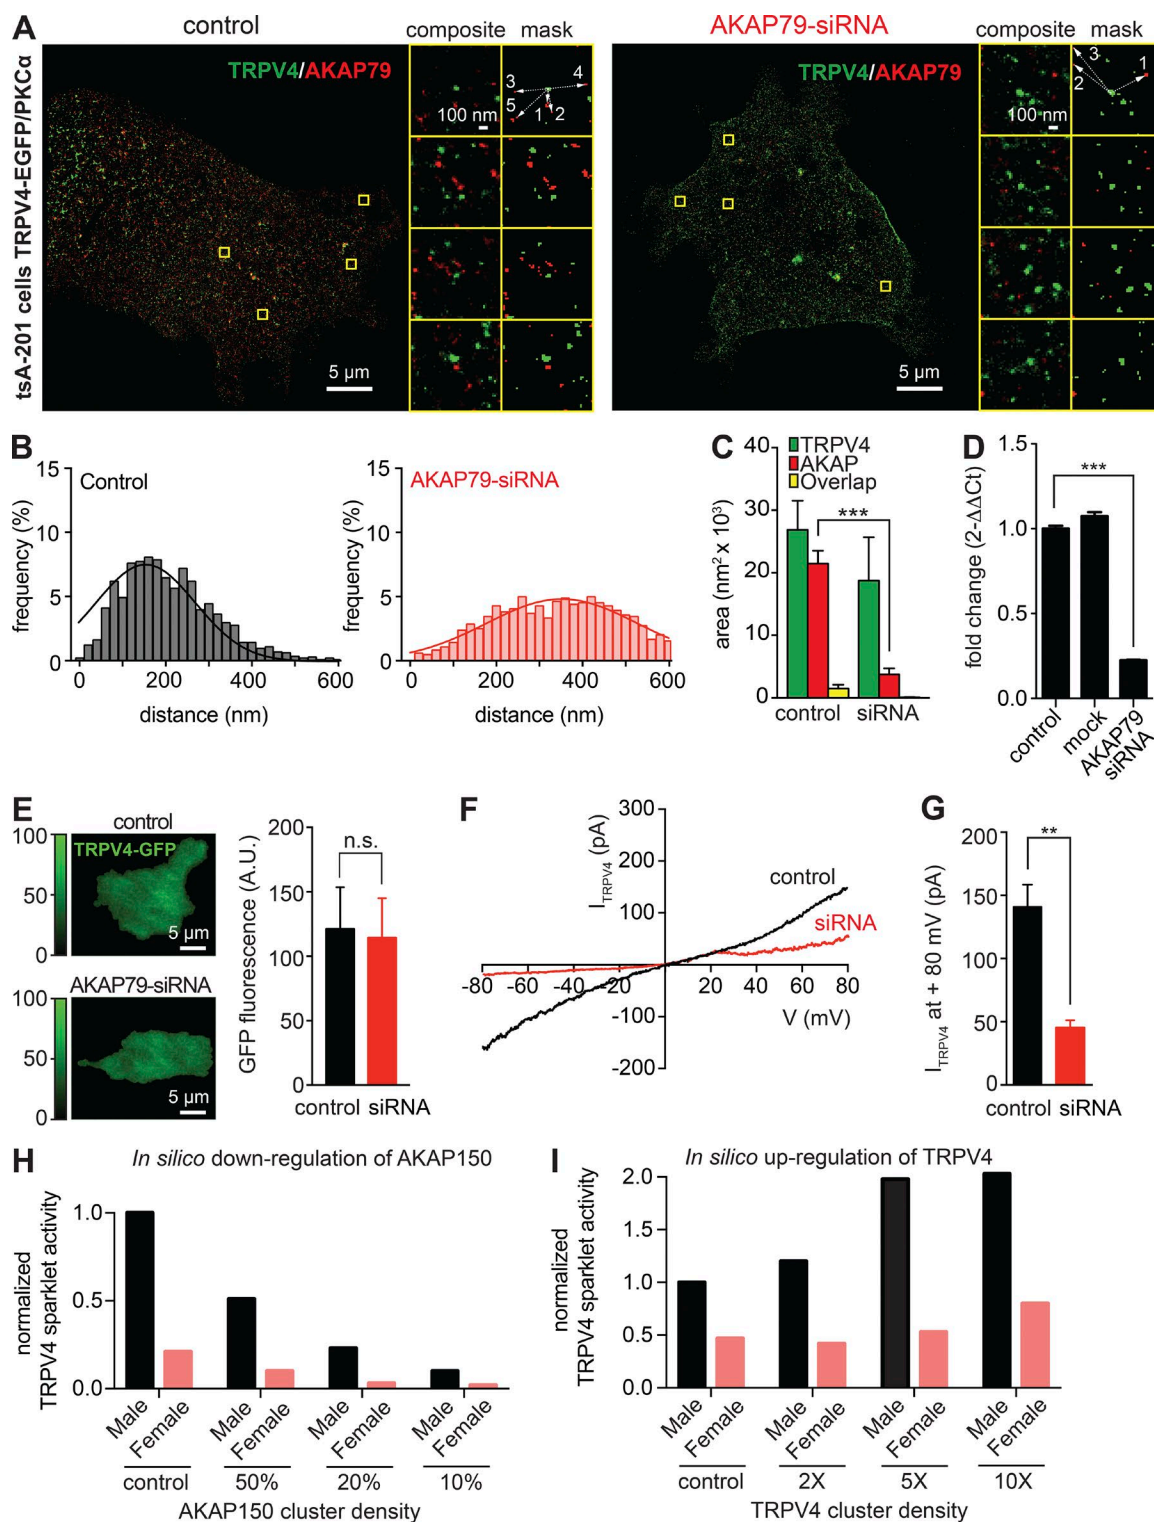 A
control
composite
mask
AKAP79-siRNA
composite
mask
tsA-201 cells TRPV4-EGFP/PKCα
TRPV4/AKAP79
3
4
5
1
2
100 nm
5 µm
TRPV4/AKAP79
3
1
2
100 nm
5 µm
B
Control
frequency (%)
15
10
5
0
0 200 400 600
distance (nm)
AKAP79-siRNA
frequency (%)
15
10
5
0
0 200 400 600
distance (nm)
C
TRPV4
AKAP
Overlap
***
area (nm² x 10³)
40
30
20
10
0
control siRNA
D
***
fold change (2-ΔΔCt)
1.5
1.0
0.5
0.0
control
mock
AKAP79
siRNA
E
control
100
50
0
TRPV4-GFP
5 µm
AKAP79-siRNA
100
50
0
5 µm
GFP fluorescence (A.U.)
200
150
100
50
0
n.s.
control siRNA
F
I TRPV4 (pA)
300
200
100
-100
-200
control
siRNA
-80 -60 -40 -20 20 40 60 80
V (mV)
G
I TRPV4 at + 80 mV (pA)
200
150
100
50
0
**
control siRNA
H
In silico down-regulation of AKAP150
normalized
TRPV4 sparklet activity
1.0
0.5
0.0
Male Female Male Female Male Female Male Female
control 50% 20% 10%
AKAP150 cluster density
I
In silico up-regulation of TRPV4
normalized
TRPV4 sparklet activity
2.0
1.5
1.0
0.5
0.0
Male Female Male Female Male Female Male Female
control 2X 5X 10X
TRPV4 cluster density